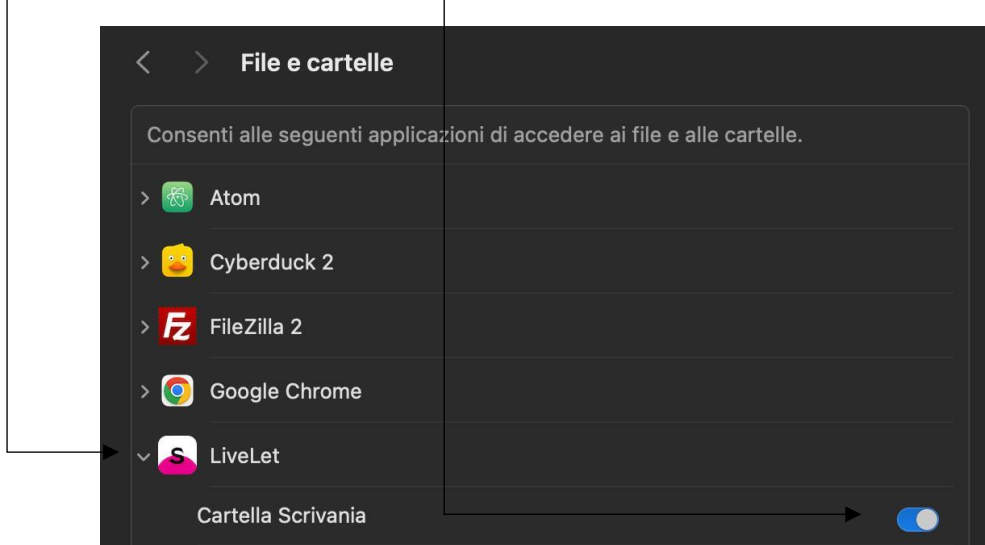 File e cartelle
Consenti alle seguenti applicazioni di accedere ai file e alle cartelle.
Atom
Cyberduck 2
Fz
FileZilla 2
Google Chrome
S
LiveLet
Cartella Scrivania